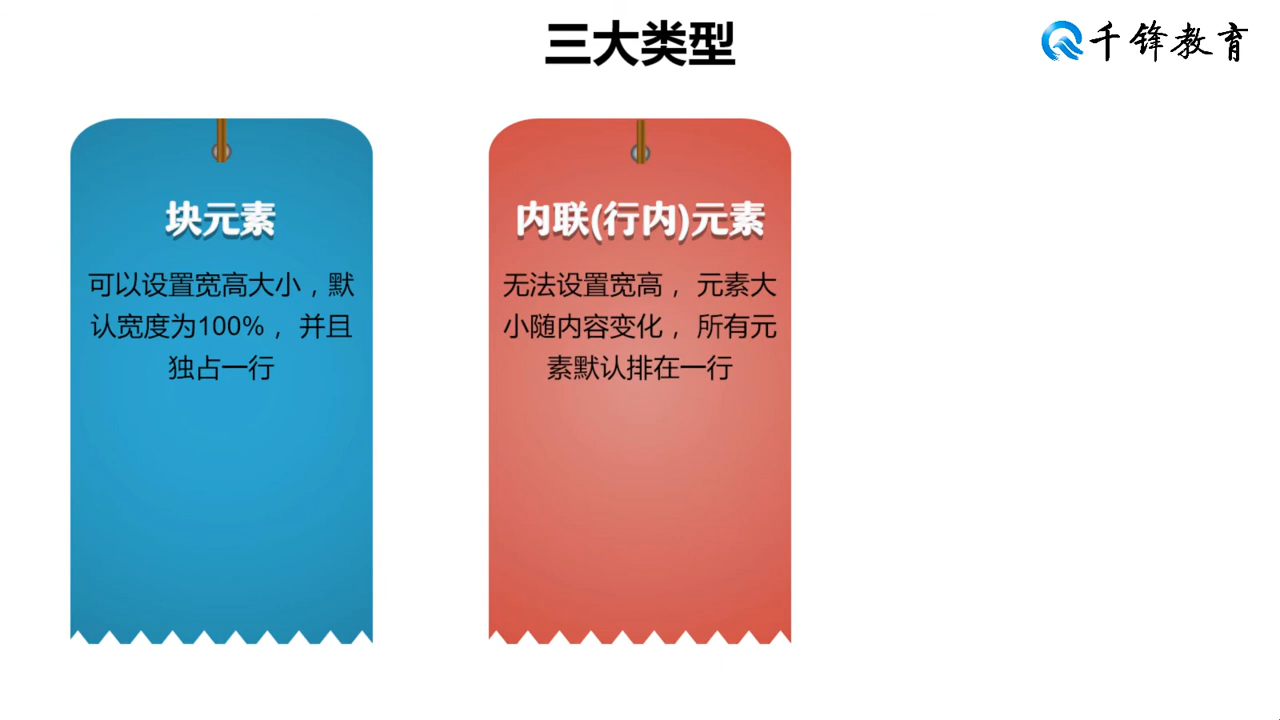 三大类型
千锋教育
块元素
可以设置宽高大小，默
认宽度为100%， 并且
独占一行
内联(行内)元素
无法设置宽高， 元素大
小随内容变化， 所有元
素默认排在一行